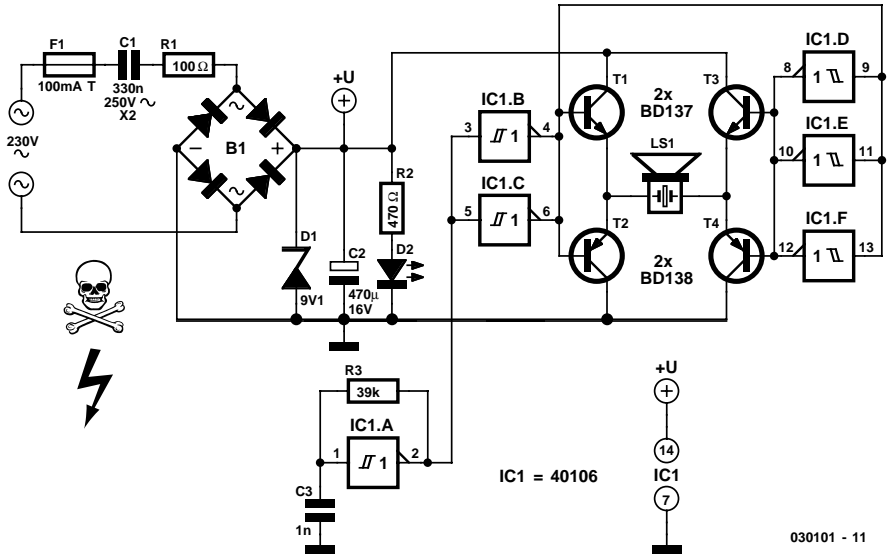 F1
100mA T
C1
330n
250V ~
X2
R1
100Ω
230V
~
B1
~
−
+
~
+U
+
D1
9V1
C2
470µ
16V
R2
470Ω
D2
IC1.B
3
1
4
IC1.C
5
1
6
T1
T3
2x
BD137
LS1
T2
T4
2x
BD138
IC1.D
8
1
9
IC1.E
10
1
11
IC1.F
12
1
13
R3
39k
IC1.A
1
1
2
C3
1n
IC1 = 40106
+U
+
14
IC1
7
030101 - 11